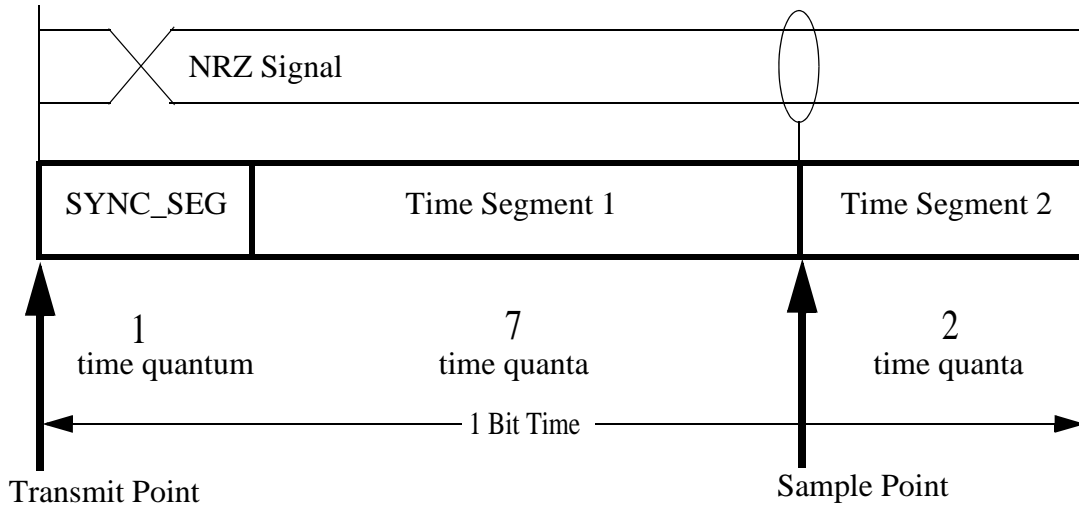 NRZ Signal
SYNC_SEG
Time Segment 1
Time Segment 2
1
time quantum
7
time quanta
2
time quanta
1 Bit Time
Transmit Point
Sample Point